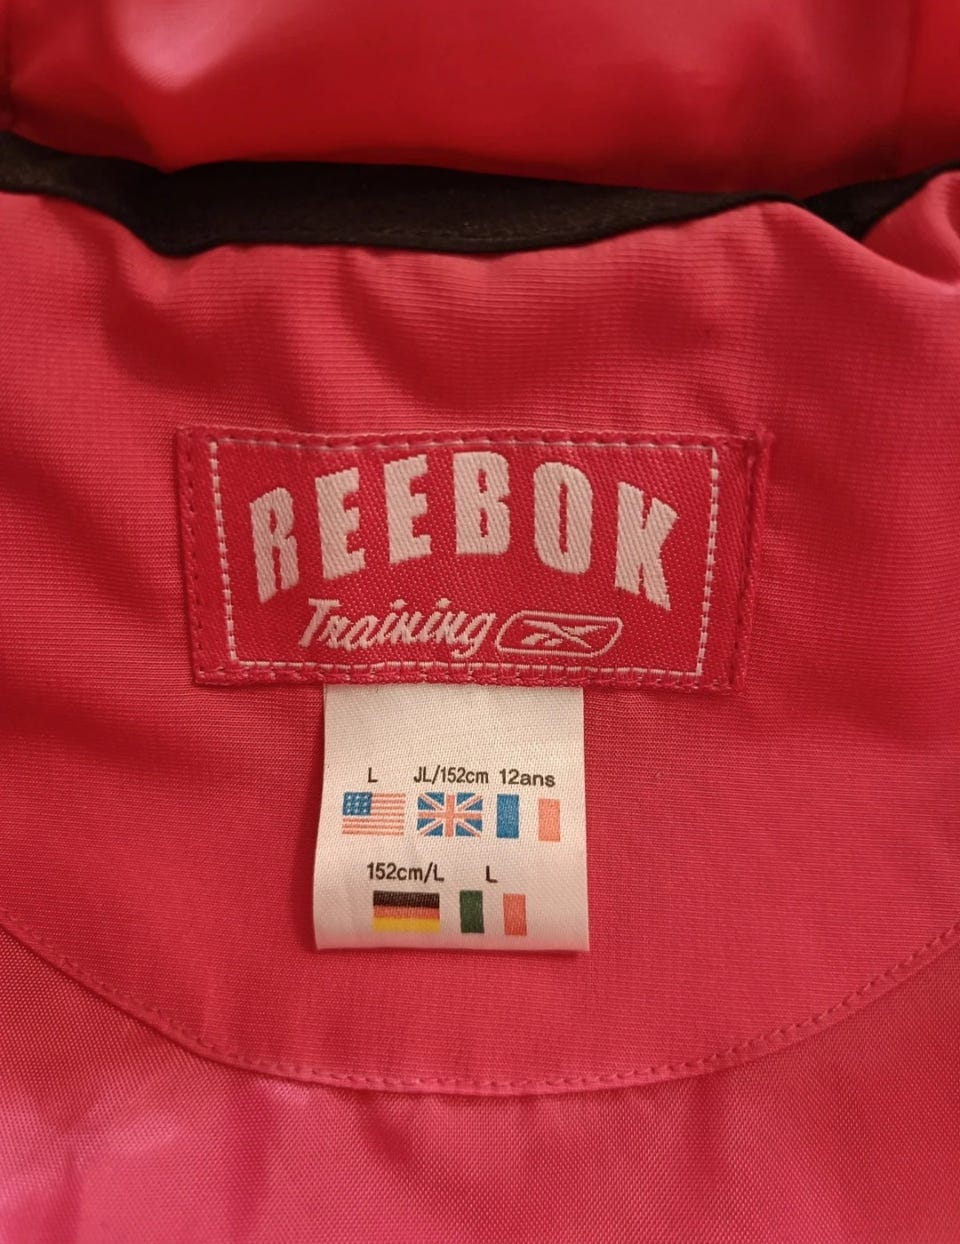 REEBOK
Training
L JL/152cm 12ans
152cm/L L